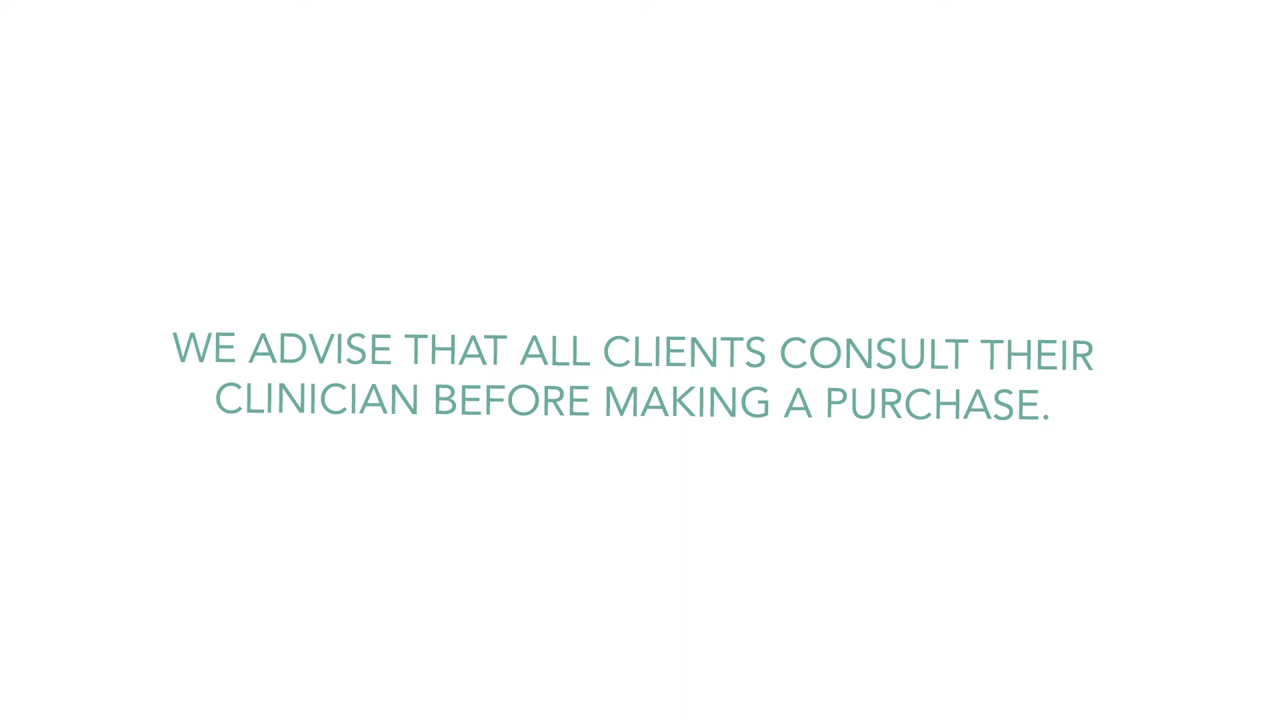 WE ADVISE THAT ALL CLIENTS CONSULT THEIR
CLINICIAN BEFORE MAKING A PURCHASE.